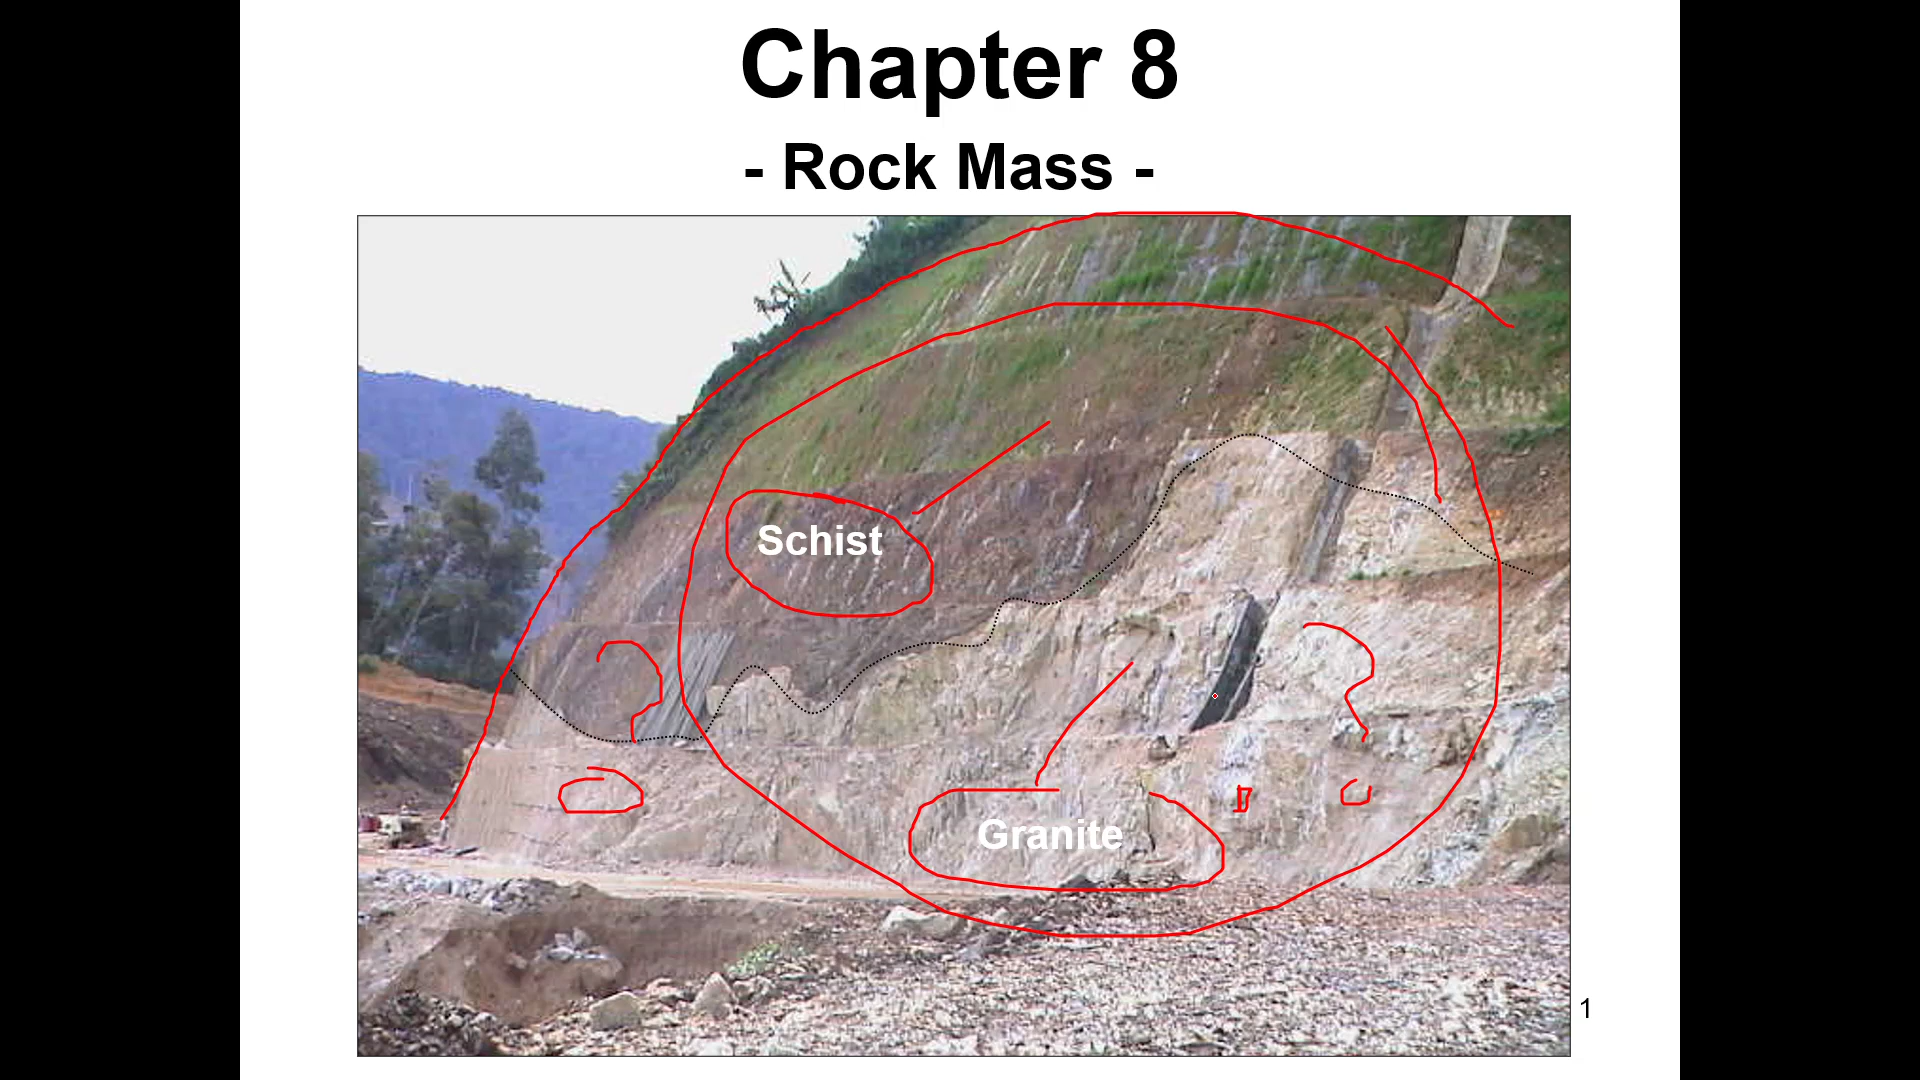 Chapter 8
- Rock Mass -
Schist
Granite
1